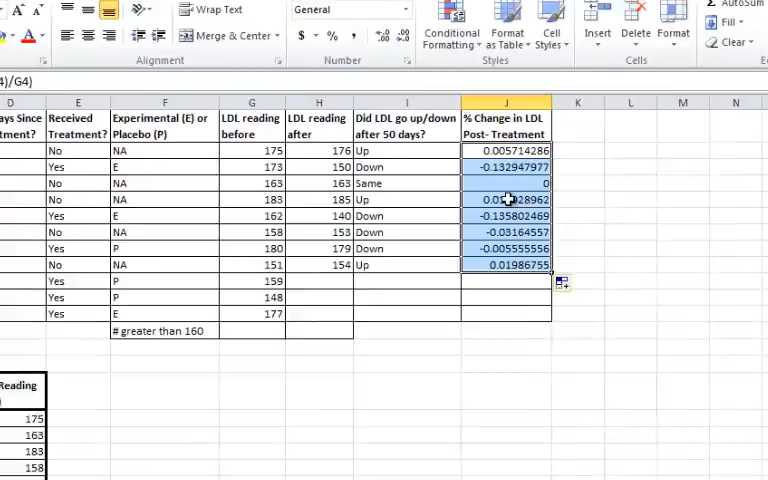 A A Wrap Text General AutoSum
Merge & Center $ % , Conditional Formatting Format as Table Cell Styles Insert Delete Format Fill Clear
Alignment Number Styles Cells
4)/G4)
D E F G H I J K L M N
ays Since Received Experimental (E) or LDL reading LDL reading Did LDL go up/down % Change in LDL
tment? Treatment? Placebo (P) before after after 50 days? Post- Treatment
No NA 175 176 Up 0.005714286
Yes E 173 150 Down -0.132947977
No NA 163 163 Same 0
No NA 183 185 Up
Yes E 162 140 Down -0.135802469
No NA 158 153 Down -0.03164557
Yes P 180 179 Down -0.005555556
No NA 151 154 Up 0.01986755
Yes P 159
Yes P 148
Yes E 177
# greater than 160
Reading
)
175
163
183
158